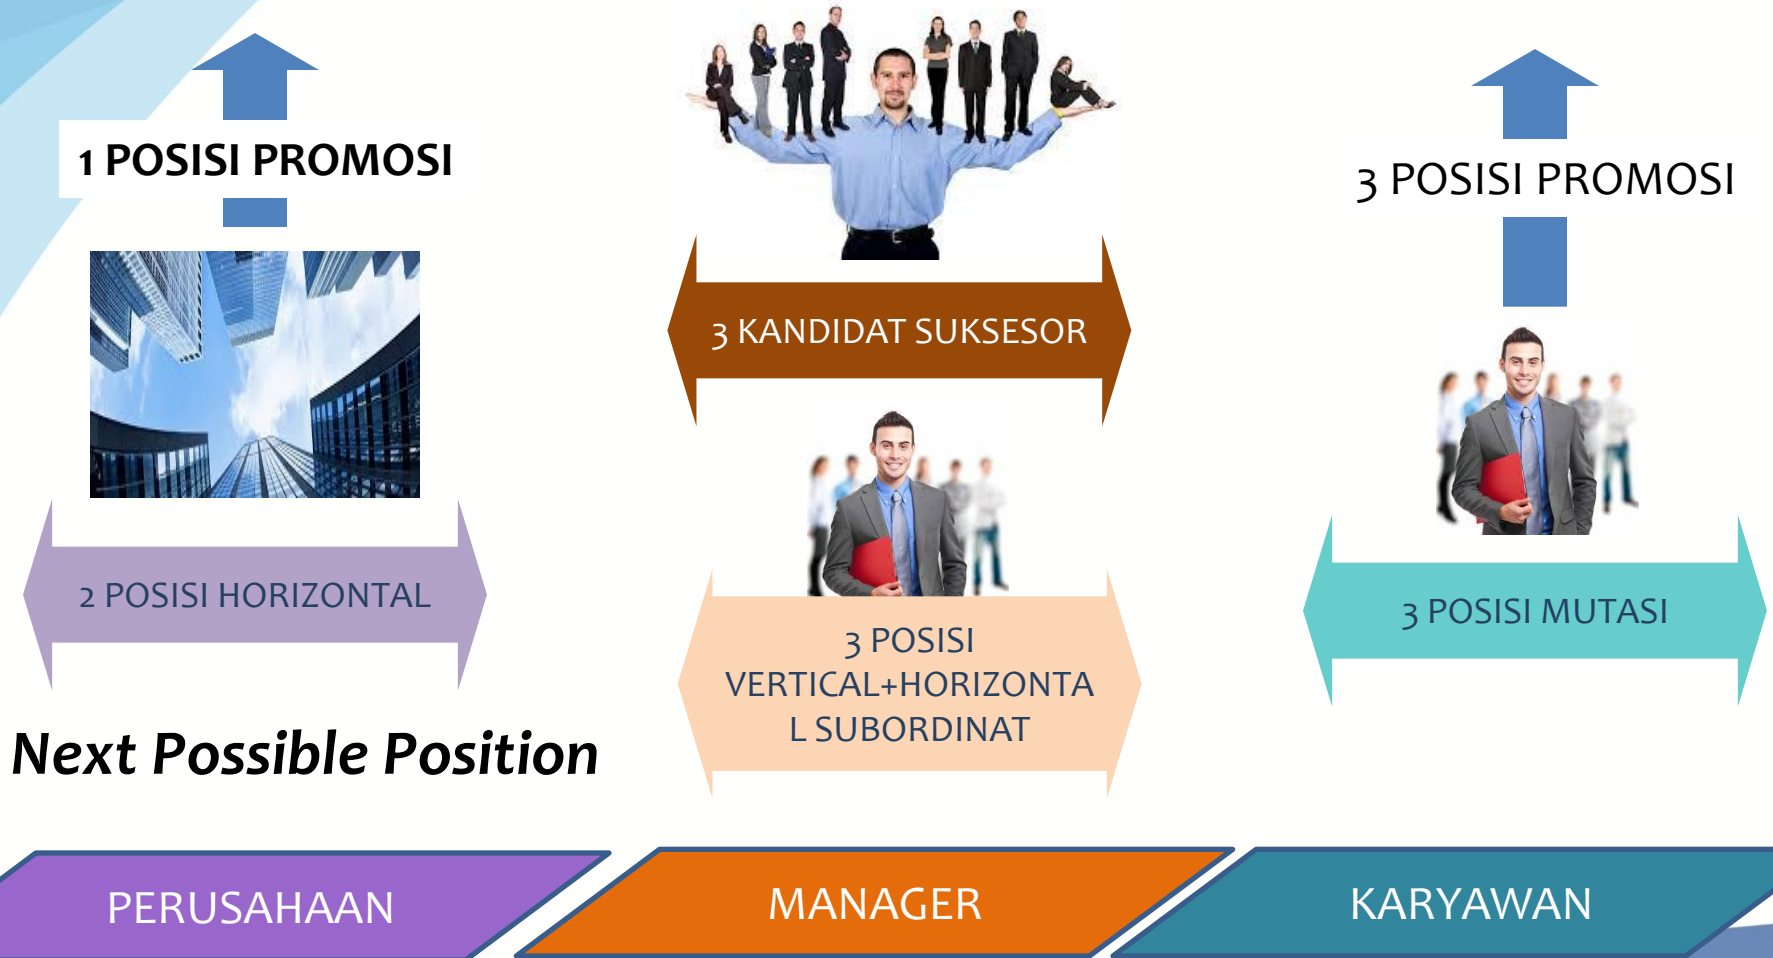 1 POSISI PROMOSI
2 POSISI HORIZONTAL
Next Possible Position
3 KANDIDAT SUKSESOR
3 POSISI
VERTICAL+HORIZONTA
L SUBORDINAT
3 POSISI PROMOSI
3 POSISI MUTASI
PERUSAHAAN
MANAGER
KARYAWAN